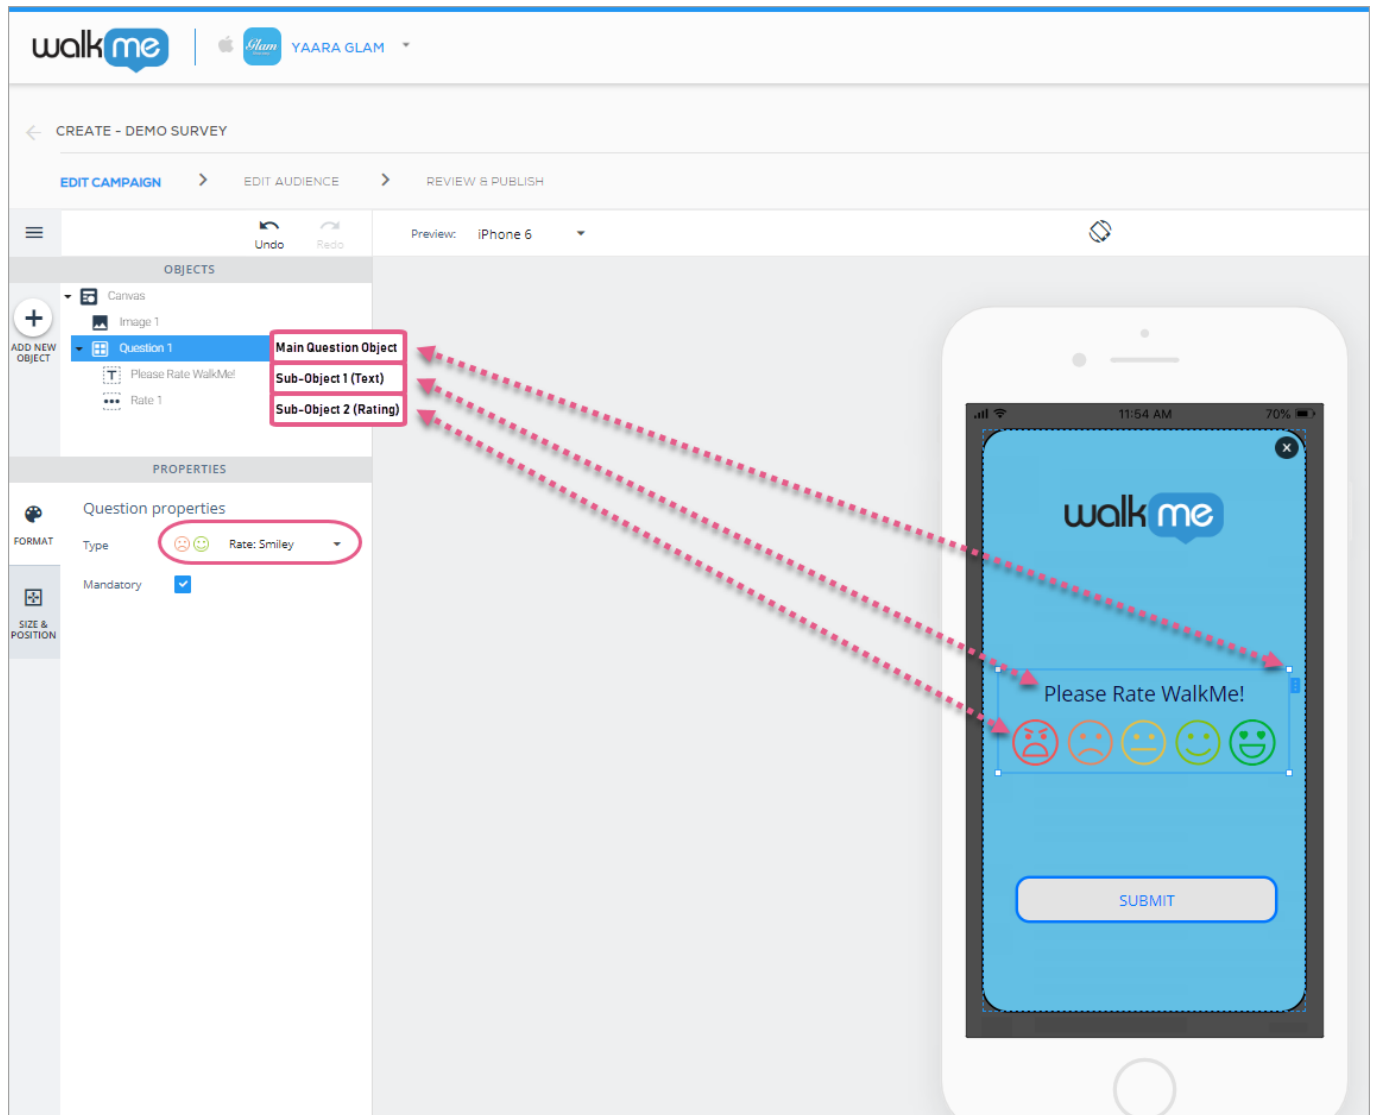 walkme
Glam
YAARA GLAM
CREATE - DEMO SURVEY
EDIT CAMPAIGN
EDIT AUDIENCE
REVIEW & PUBLISH
Undo
Redo
Preview:
iPhone 6
OBJECTS
ADD NEW
OBJECT
Canvas
Image 1
Question 1
Main Question Object
Please Rate WalkMe!
Sub-Object 1 (Text)
Rate 1
Sub-Object 2 (Rating)
PROPERTIES
FORMAT
SIZE &
POSITION
Question properties
Type
Rate: Smiley
Mandatory
11:54 AM
70%
walkme
Please Rate WalkMe!
SUBMIT